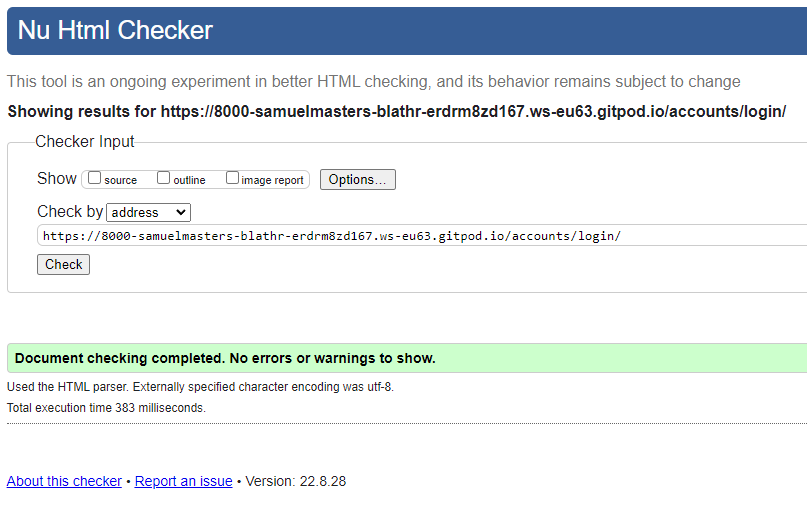 Nu Html Checker
This tool is an ongoing experiment in better HTML checking, and its behavior remains subject to change
Showing results for https://8000-samuelmasters-blathr-erdrm8zd167.ws-eu63.gitpod.io/accounts/login/
Checker Input
Show source outline image report Options...
Check by address
https://8000-samuelmasters-blathr-erdrm8zd167.ws-eu63.gitpod.io/accounts/login/
Check
Document checking completed. No errors or warnings to show.
Used the HTML parser. Externally specified character encoding was utf-8.
Total execution time 383 milliseconds.
About this checker • Report an issue • Version: 22.8.28